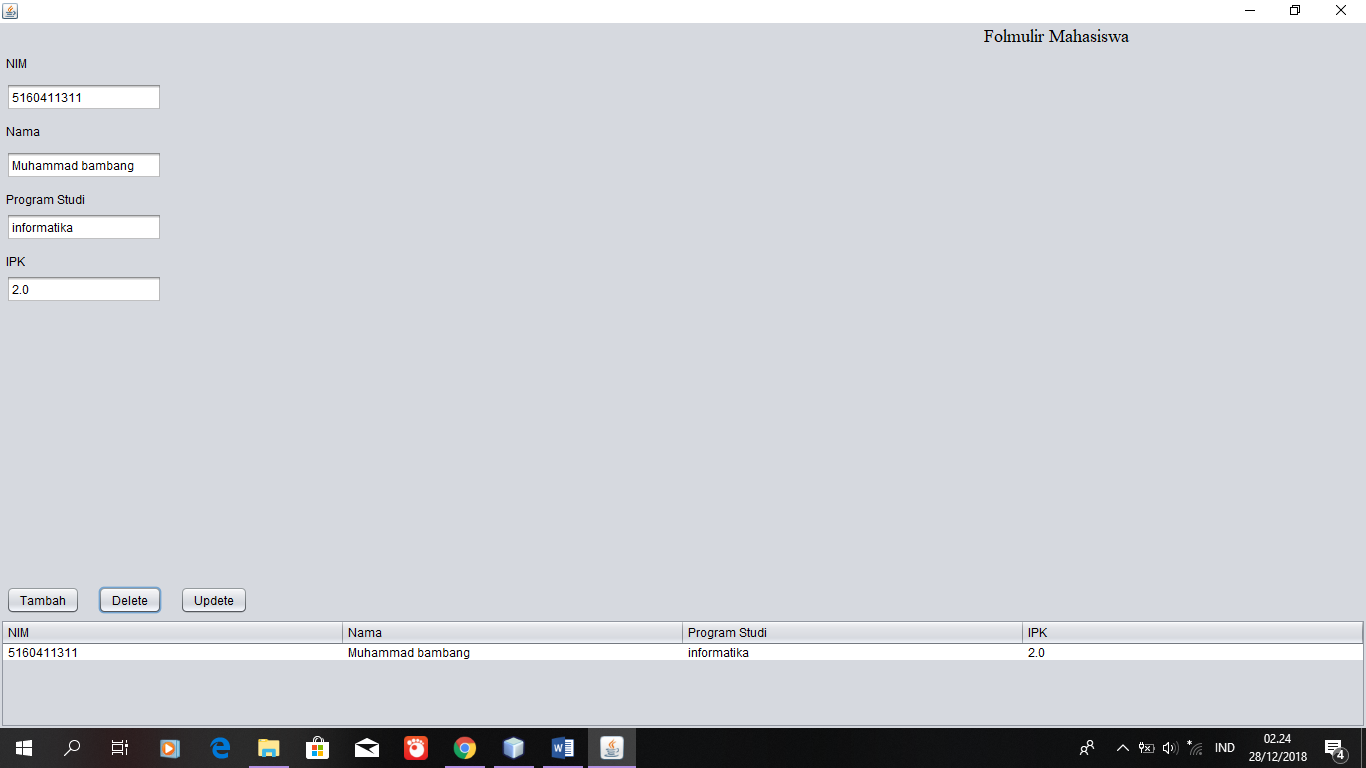 Folmulir Mahasiswa
NIM
5160411311
Nama
Muhammad bambang
Program Studi
informatika
IPK
2.0
Tambah Delete Updete
NIM Nama Program Studi IPK
5160411311 Muhammad bambang informatika 2.0
IND
02.24
28/12/2018
4